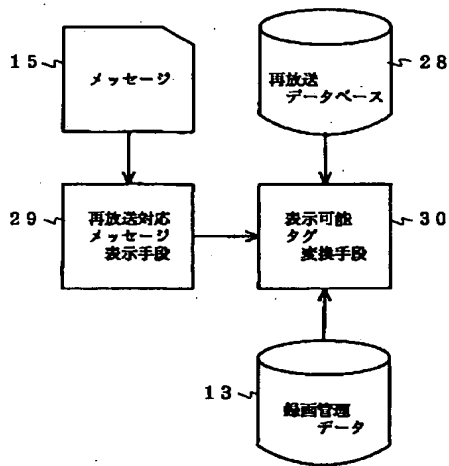 15
メッセージ
再放送
データベース
28
29
再放送対応
メッセージ
表示手段
表示可能
タグ
変換手段
30
13
録画管理
データ